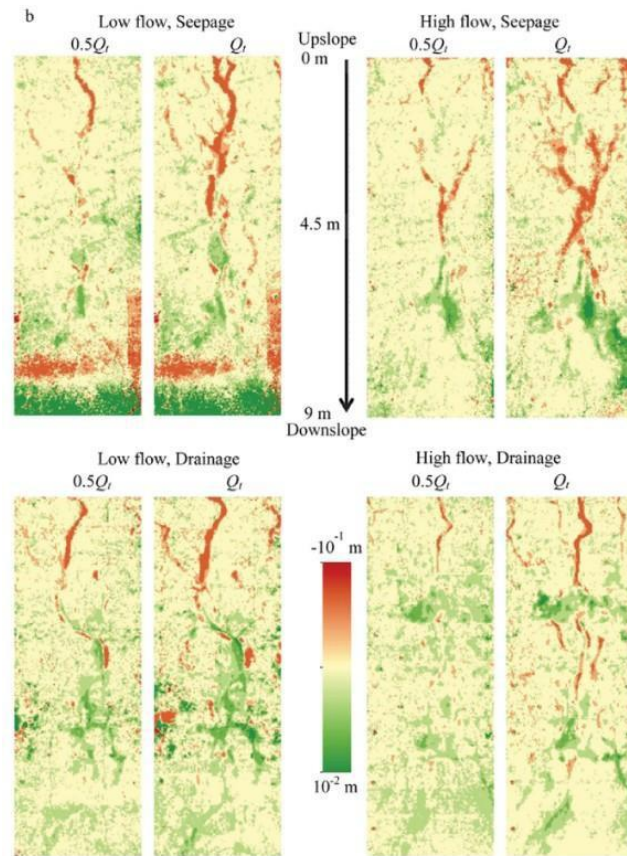 b
Low flow, Seepage
0.5Qt
Qt
Upslope
0 m
4.5 m
9 m
Downslope
High flow, Seepage
0.5Qt
Qt
Low flow, Drainage
0.5Qt
Qt
-10⁻¹ m
10⁻² m
High flow, Drainage
0.5Qt
Qt